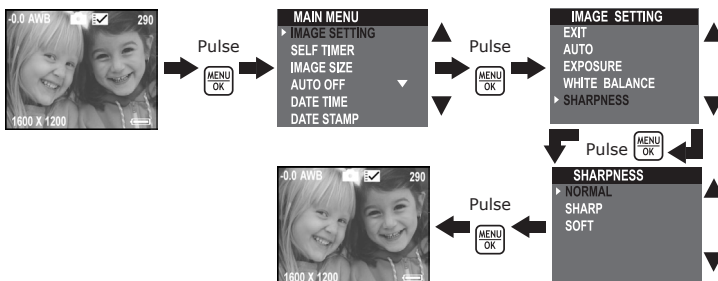 -0.0 AWB 290
1600 X 1200
Pulse
MENU
OK
MAIN MENU
IMAGE SETTING
SELF TIMER
IMAGE SIZE
AUTO OFF
DATE TIME
DATE STAMP
Pulse
MENU
OK
IMAGE SETTING
EXIT
AUTO
EXPOSURE
WHITE BALANCE
SHARPNESS
Pulse MENU
OK
SHARPNESS
NORMAL
SHARP
SOFT
Pulse
MENU
OK
-0.0 AWB 290
1600 X 1200